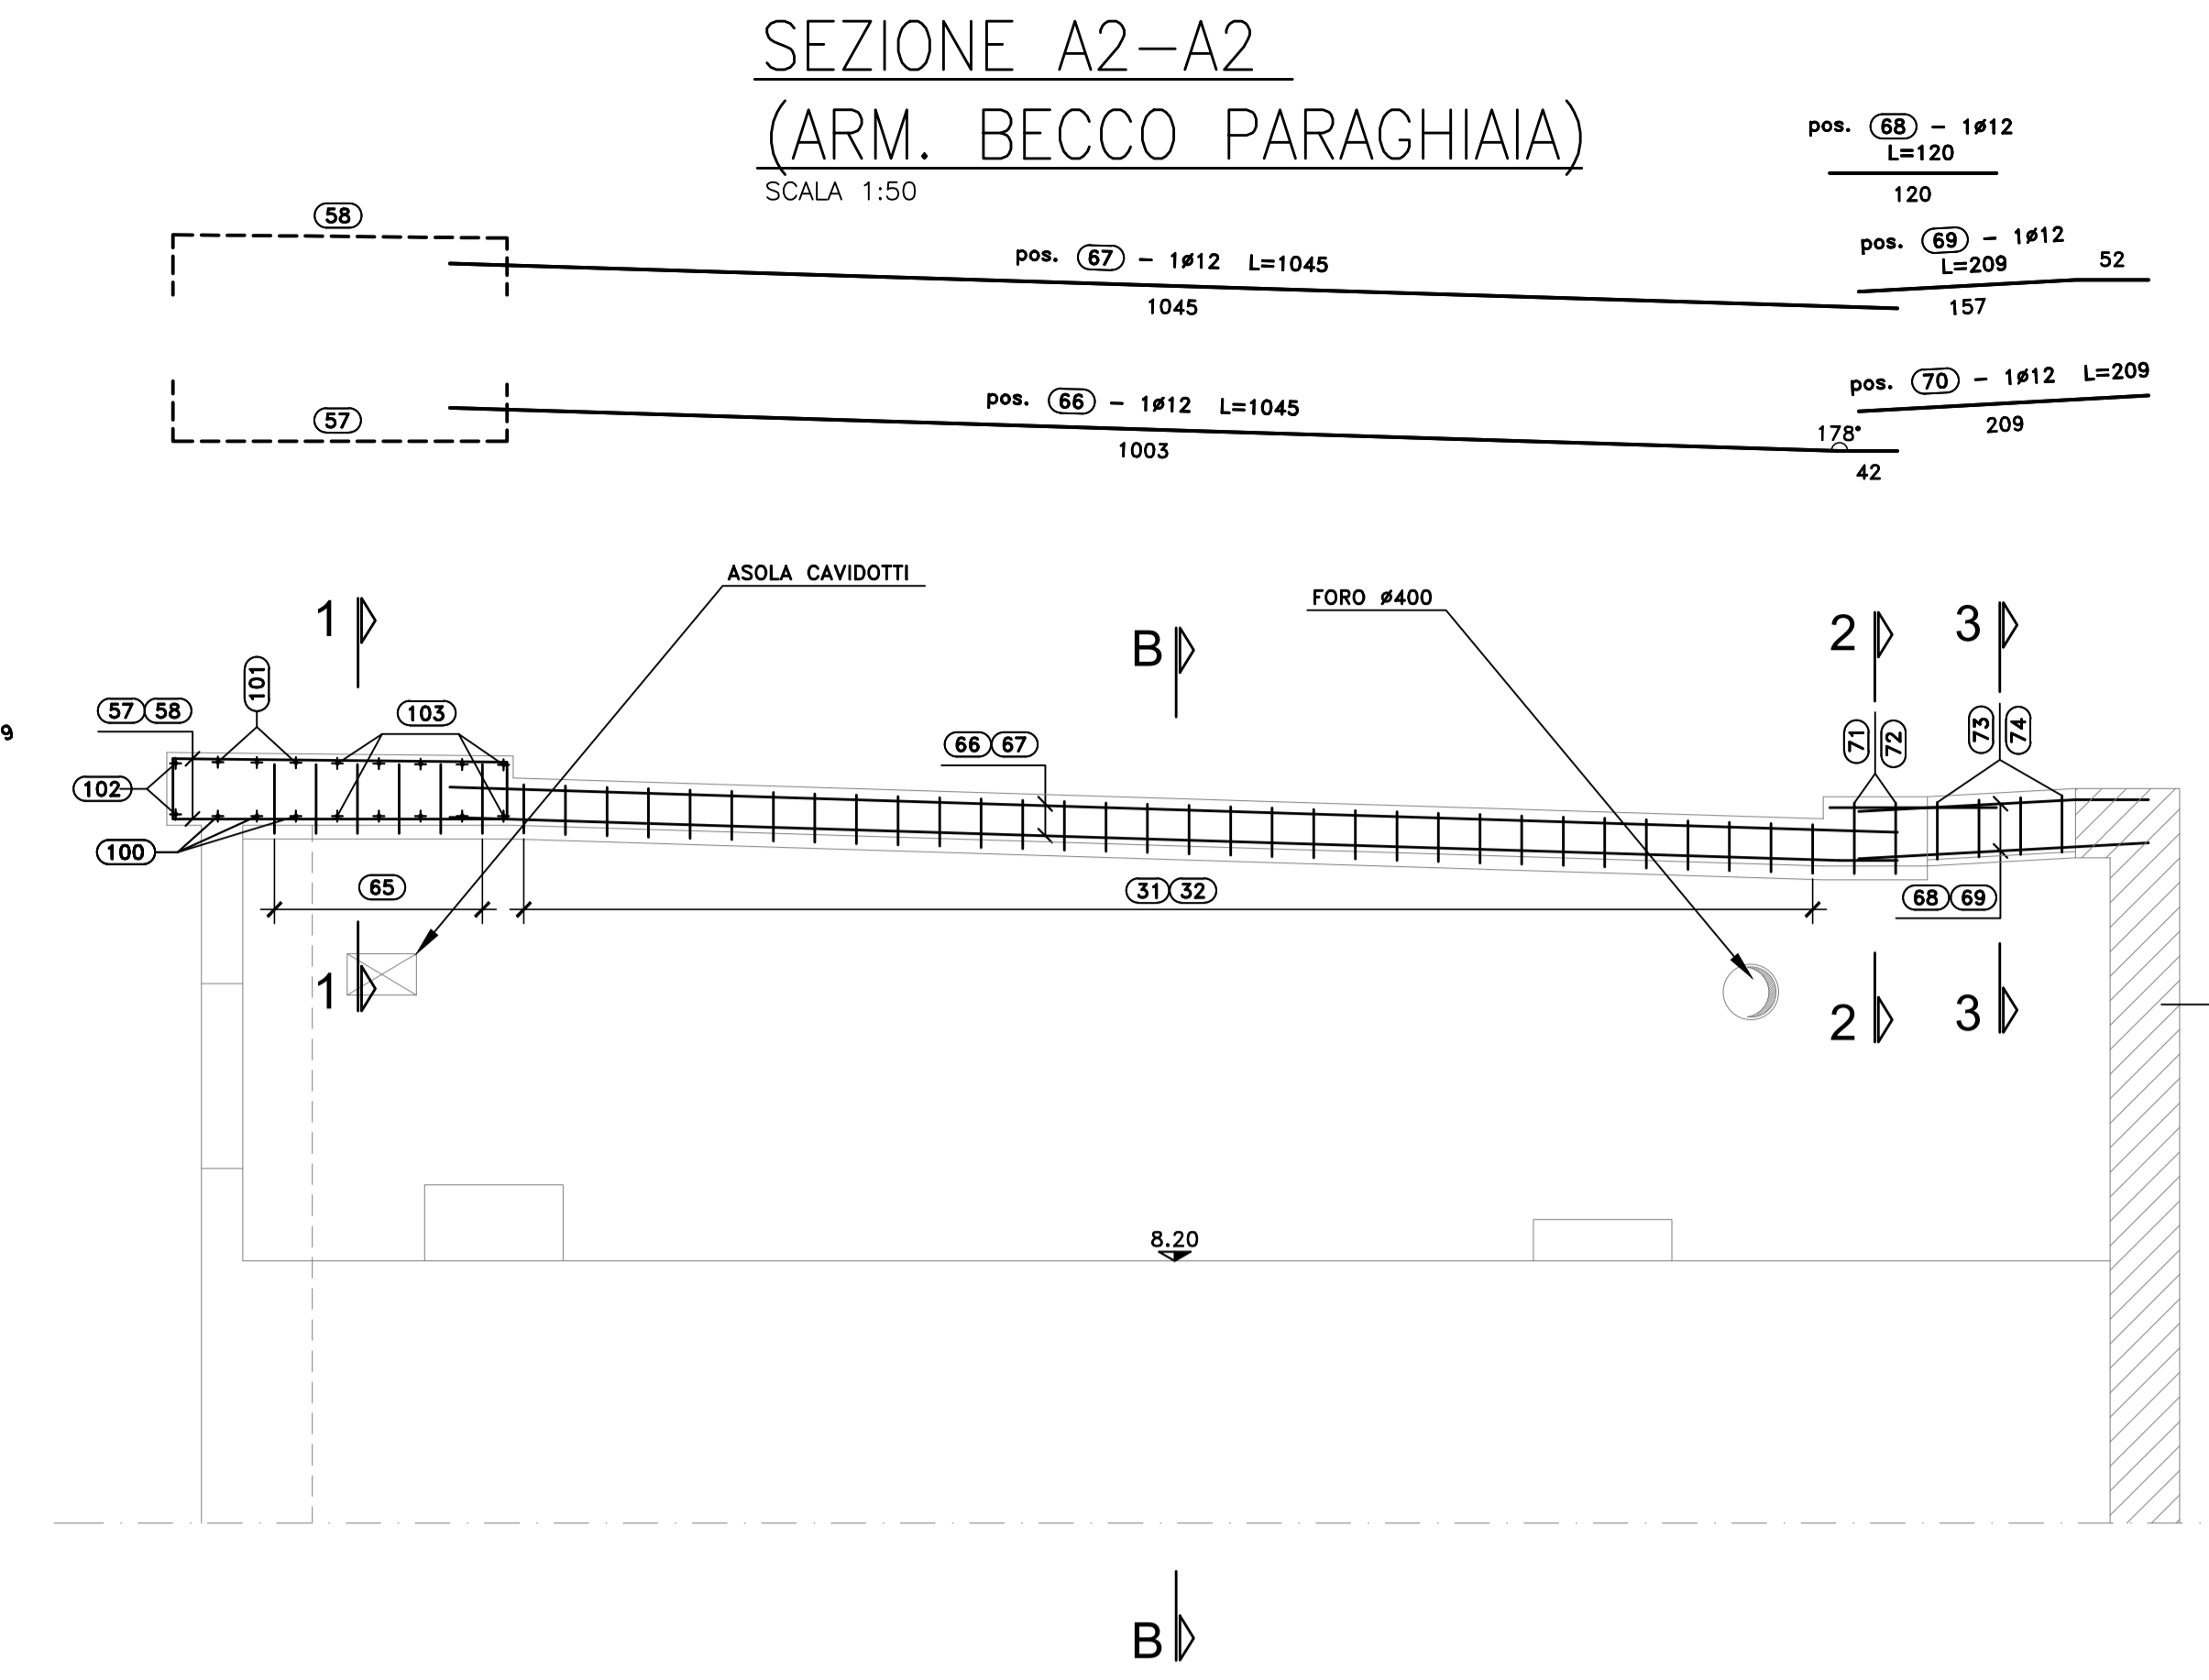 SEZIONE A2-A2
(ARM. BECCO PARAGHIAIA)
SCALA 1:50
pos. 68 - 1ø12
L=120
120
58
pos. 67 - 1ø12 L=1045
1045
pos. 69 - 1ø12
L=209
52
157
57
pos. 66 - 1ø12 L=1045
1003
178°
42
pos. 70 - 1ø12 L=209
209
ASOLA CAVIDOTTI
FORO ø400
1
B
2
3
9
57 58
101
103
66 67
71
72
73
74
102
100
65
31 32
68 69
1
2
3
8.20
B